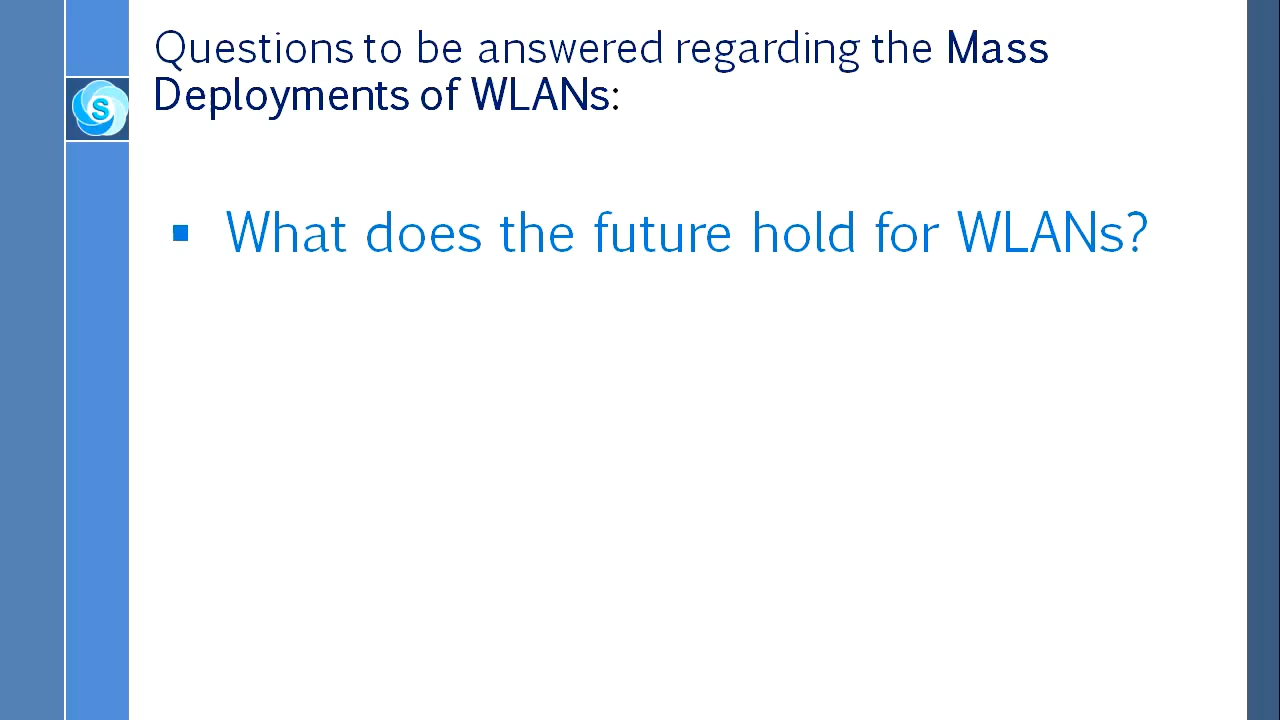 Questions to be answered regarding the Mass
Deployments of WLANs:
S
▪ What does the future hold for WLANs?